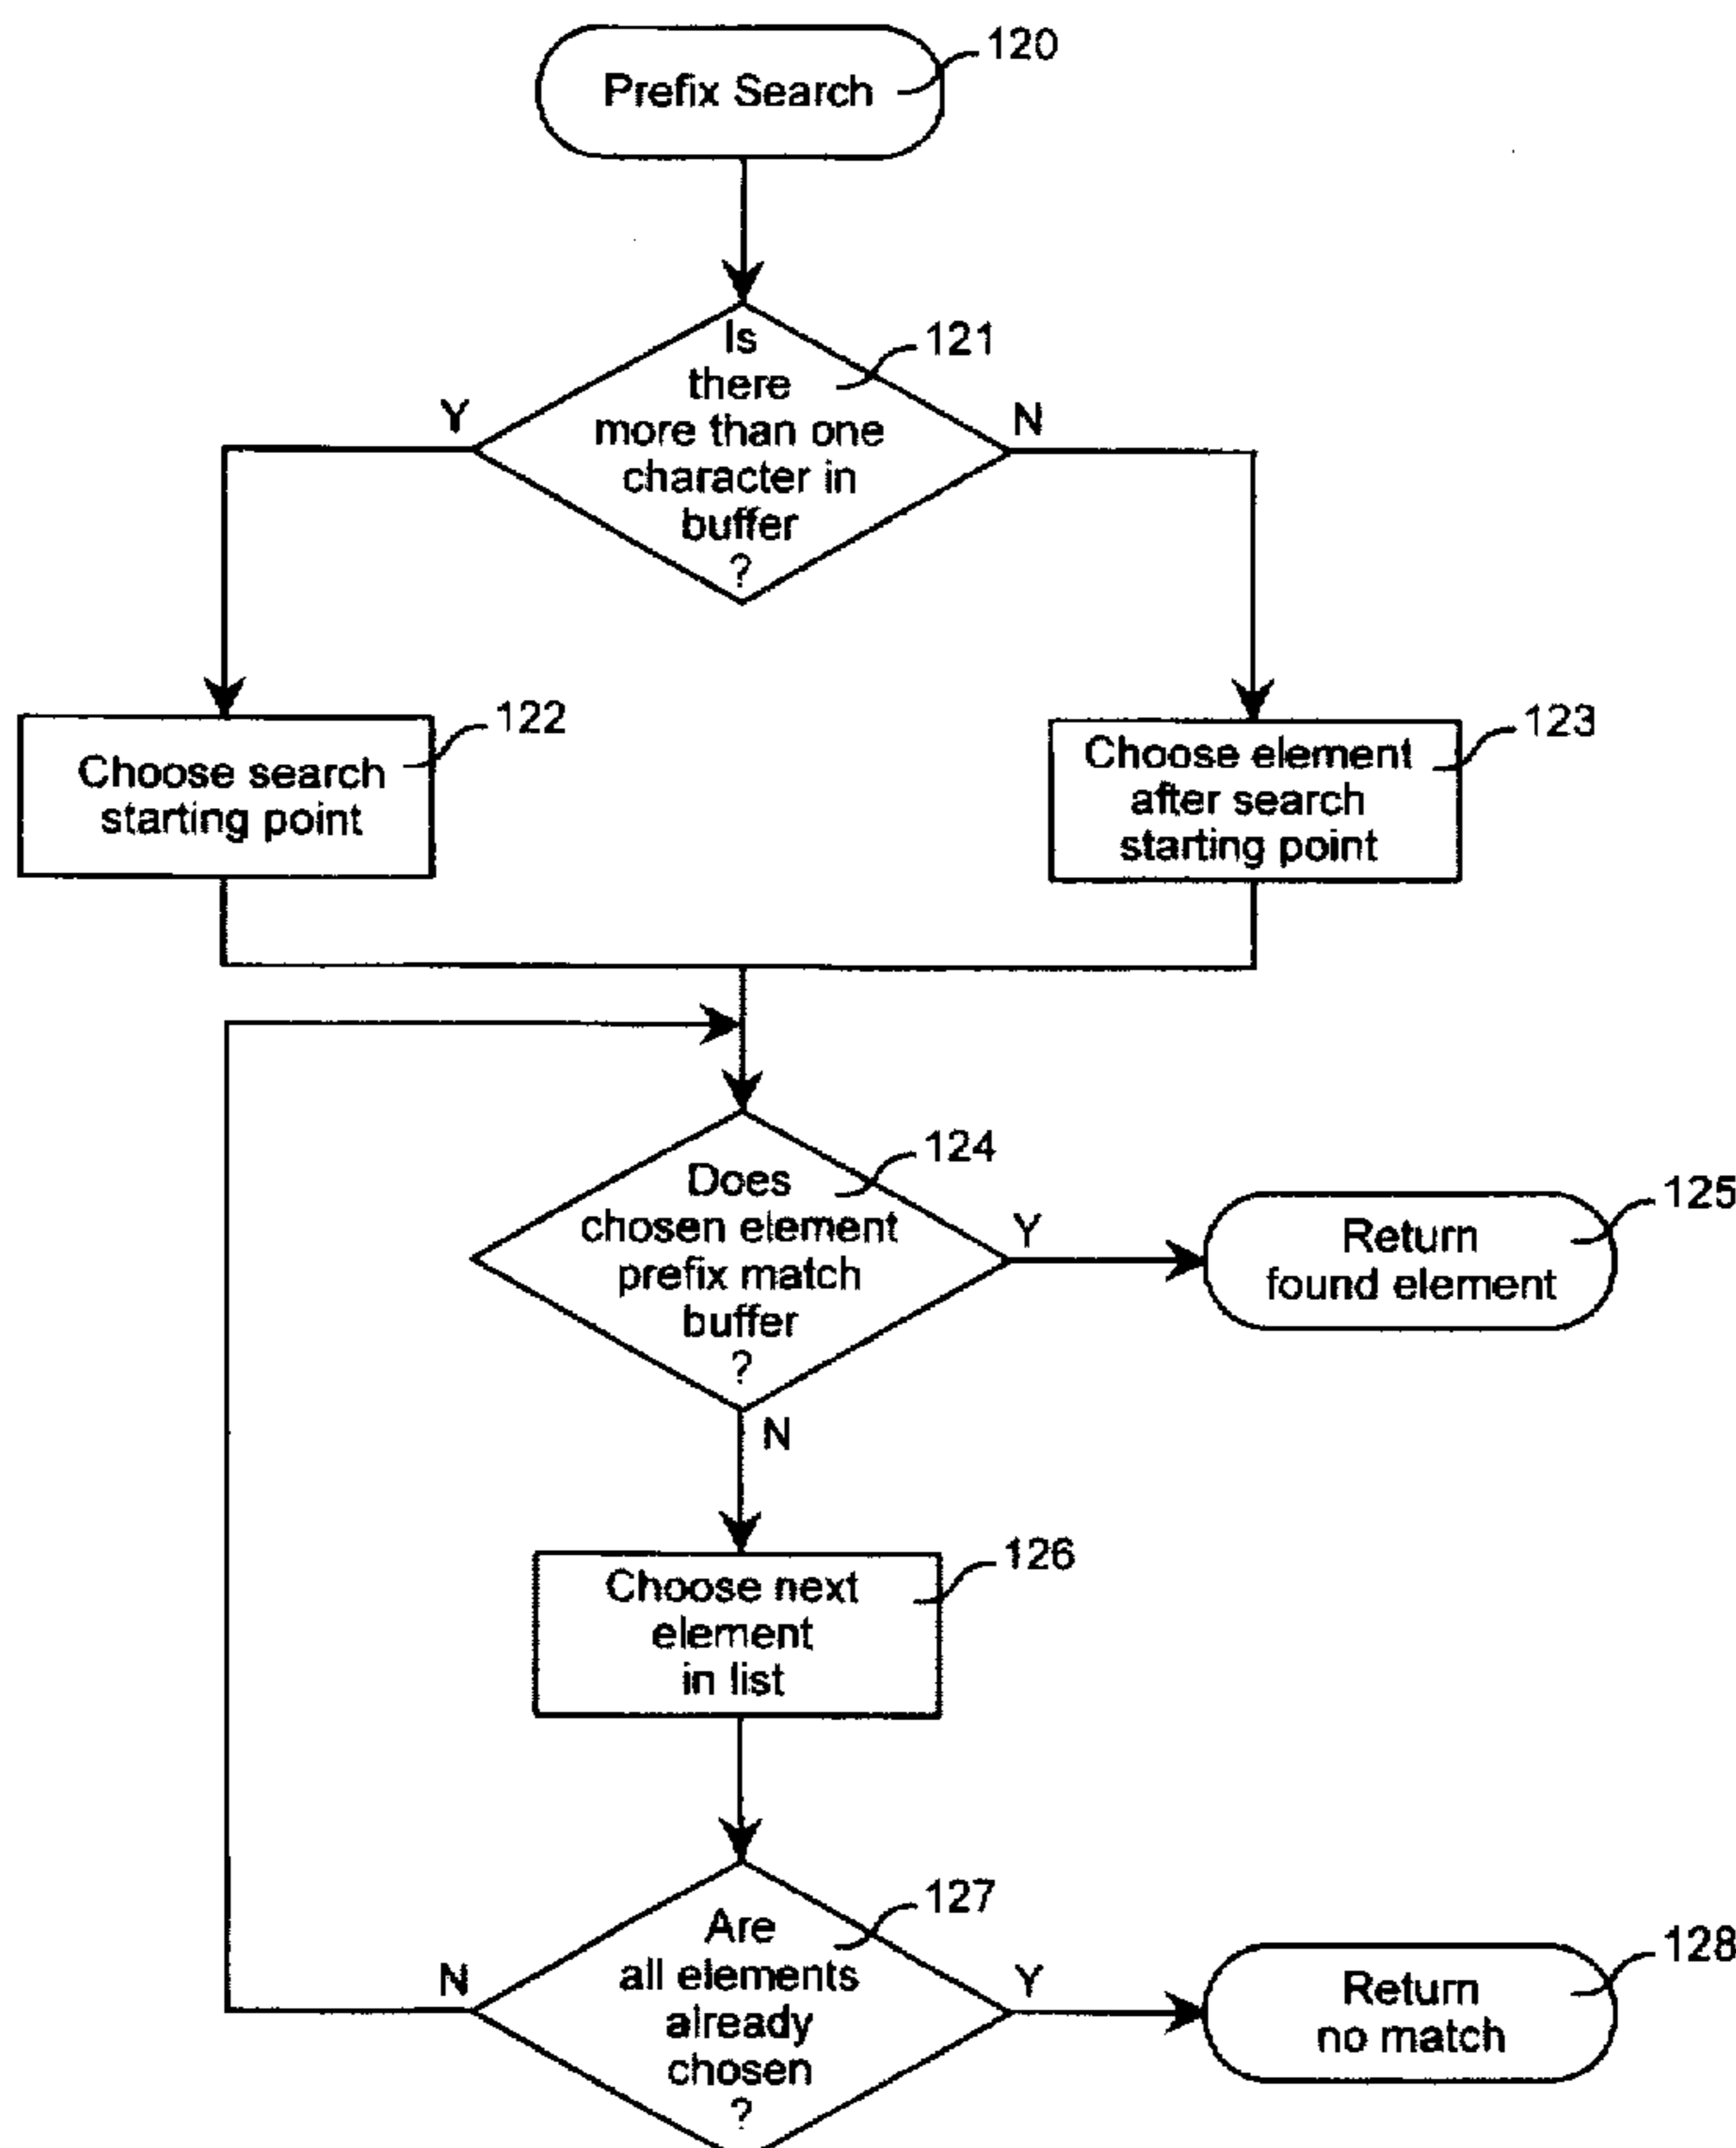 Prefix Search
120
Is
there
more than one
character in
buffer
?
121
Y
N
Choose search
starting point
122
Choose element
after search
starting point
123
Does
chosen element
prefix match
buffer
?
124
Y
Return
found element
125
N
Choose next
element
in list
126
Are
all elements
already
chosen
?
127
N
Y
Return
no match
128